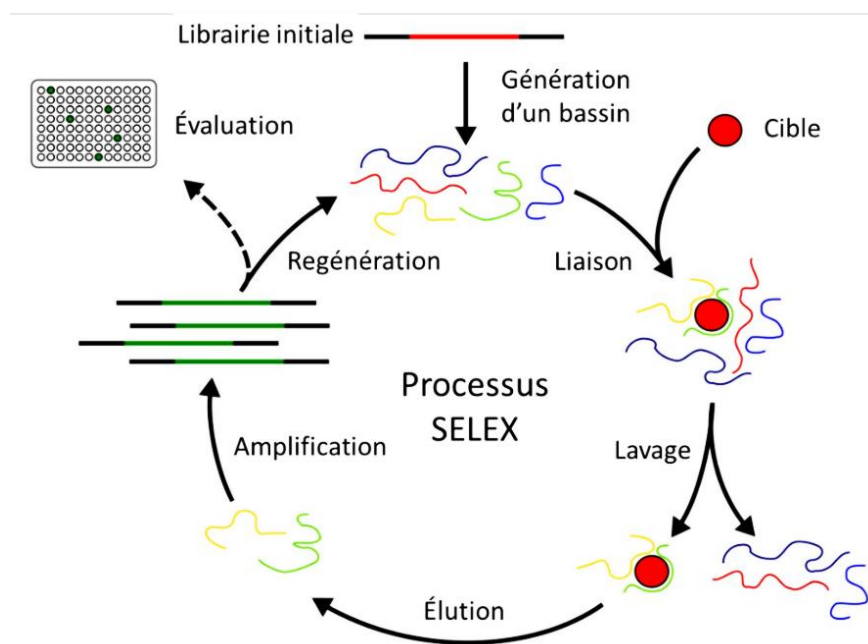 Librairie initiale
Génération
d'un bassin
Cible
Évaluation
Regénération
Liaison
Processus
SELEX
Amplification
Lavage
Élution